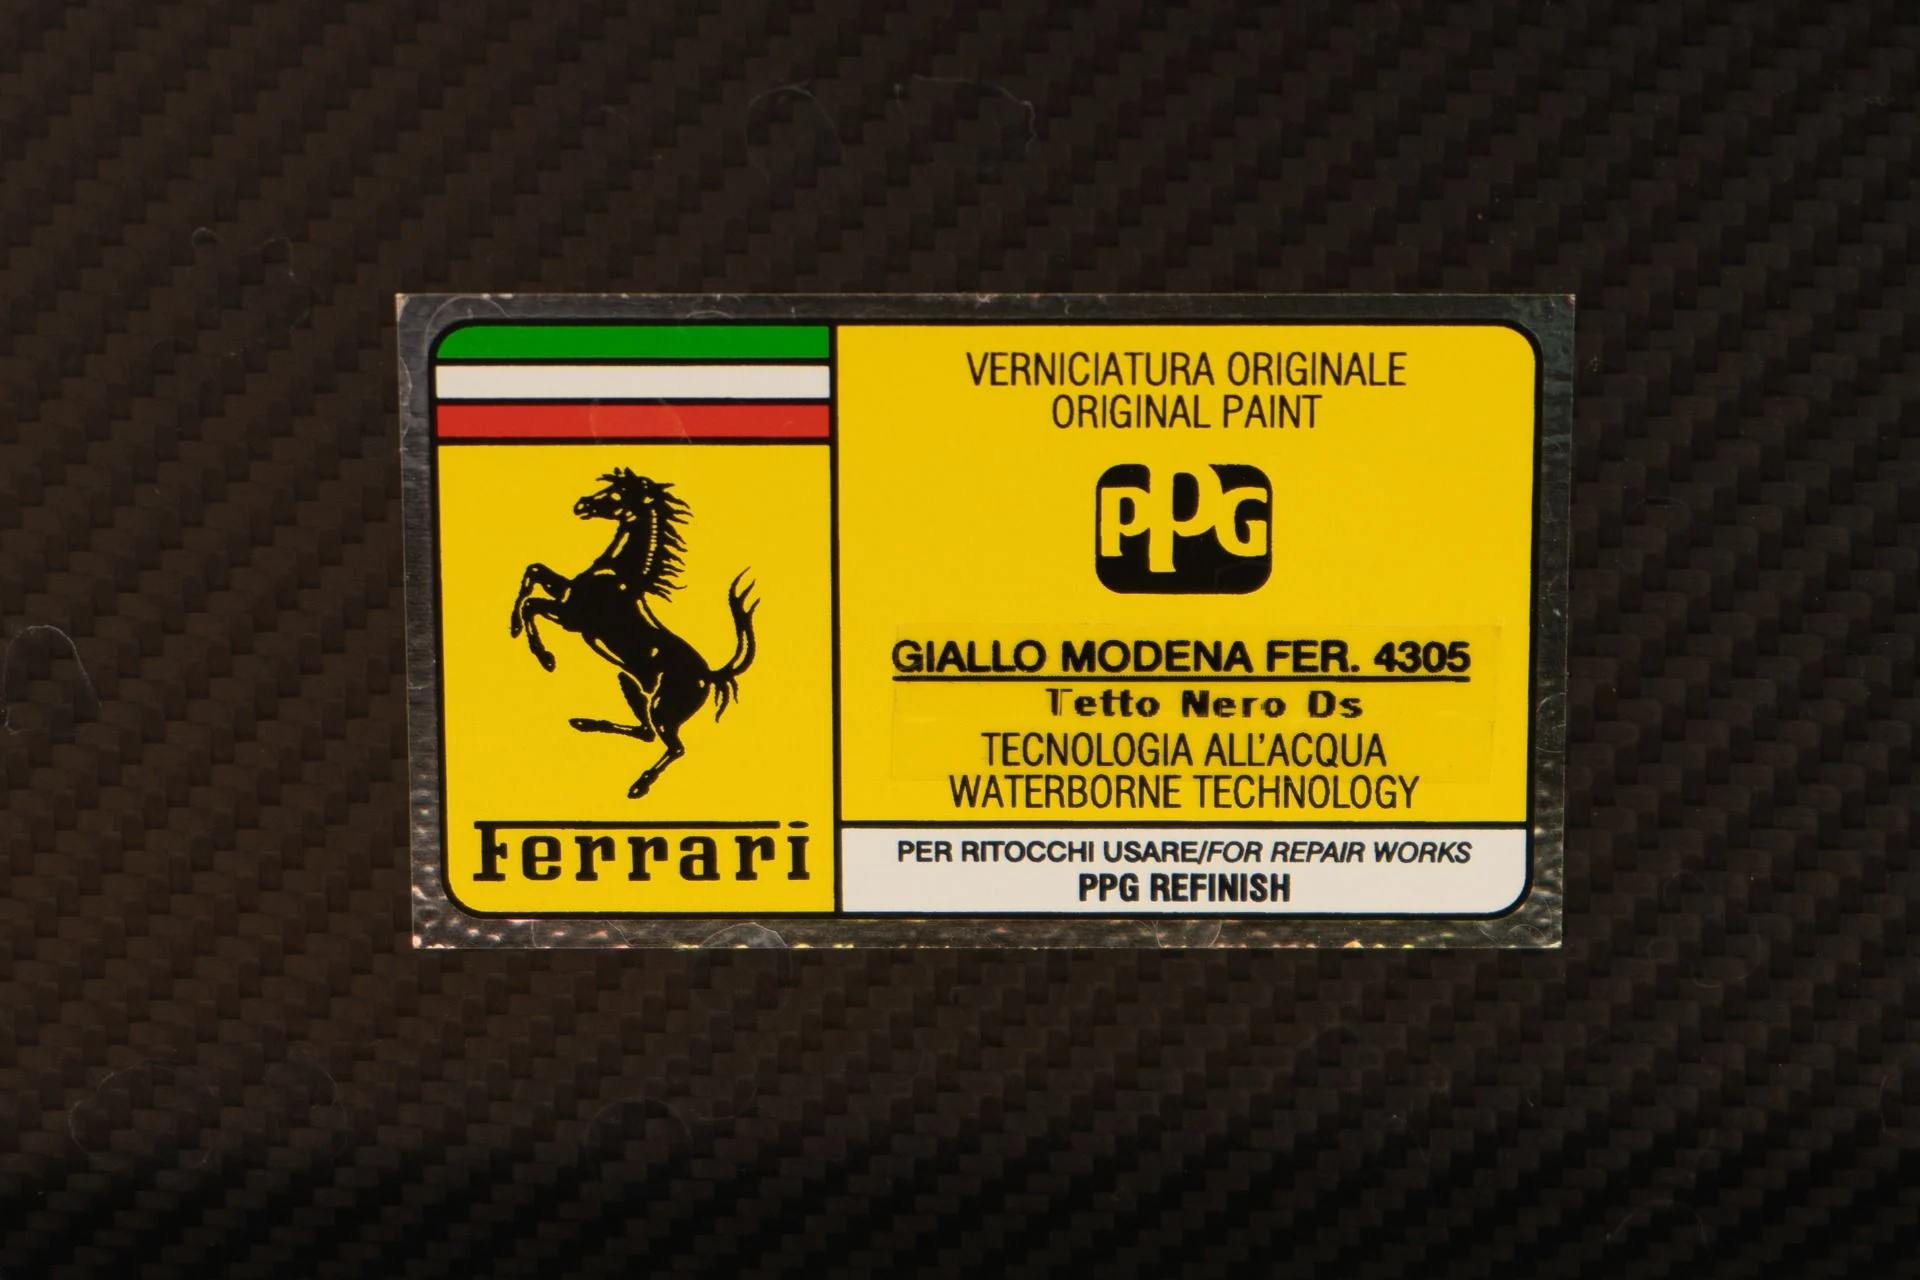 Ferrari
VERNICIATURA ORIGINALE
ORIGINAL PAINT
PPG
GIALLO MODENA FER. 4305
Tetto Nero Ds
TECNOLOGIA ALL'ACQUA
WATERBORNE TECHNOLOGY
PER RITOCCHI USARE/FOR REPAIR WORKS
PPG REFINISH